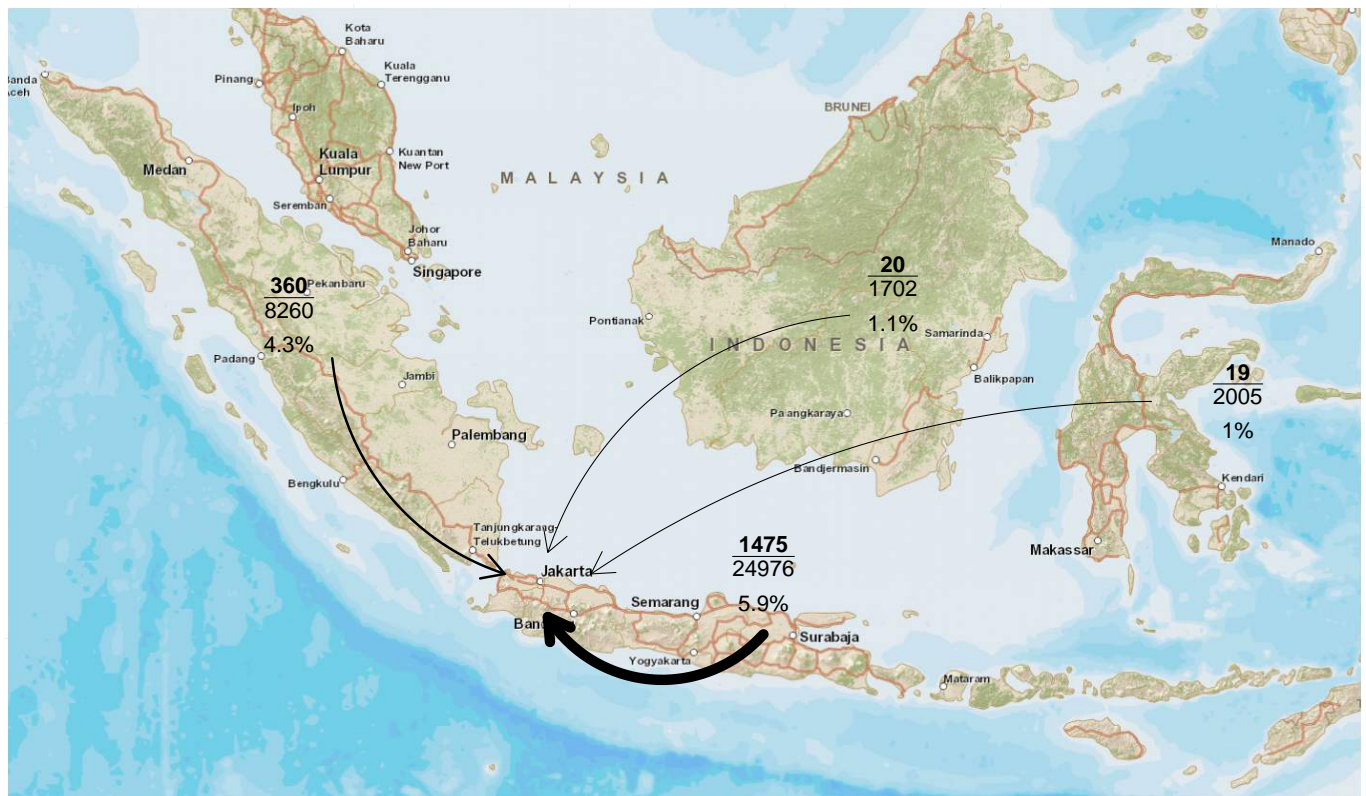 Kota
Baharu
Kuala
Terengganu
Pinang
Banda
Aceh
Ipoh
BRUNEI
Kuantan
New Port
Kuala
Lumpur
Medan
MALAYSIA
Seremban
Johor
Baharu
Singapore
Manado
360
8260
4.3%
Pekanbaru
20
1702
1.1%
Pontianak
Samarinda
INDONESIA
Padang
Jambi
Balikpapan
19
2005
1%
Palangkaraya
Palembang
Bandjermasin
Bengkulu
Kendari
Tanjungkarang-
Telukbetung
1475
24976
5.9%
Makassar
Jakarta
Semarang
Surabaja
Yogyakarta
Mataram